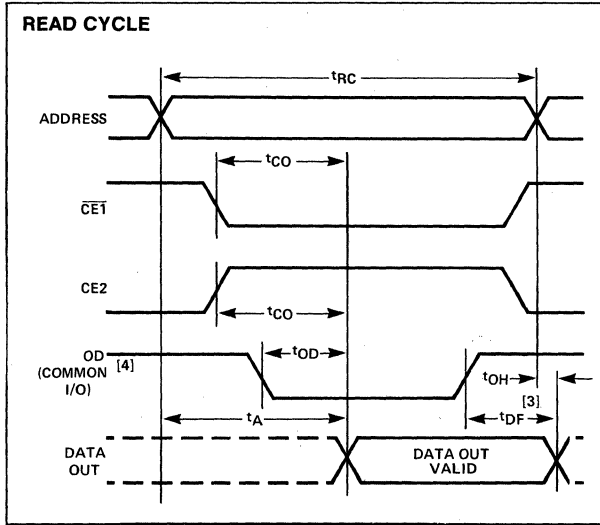 READ CYCLE
tRC
ADDRESS
tCO
CE1
CE2
tCO
OD [4]
(COMMON
I/O)
tOD
tOH
[3]
tA
tDF
DATA
OUT
DATA OUT
VALID